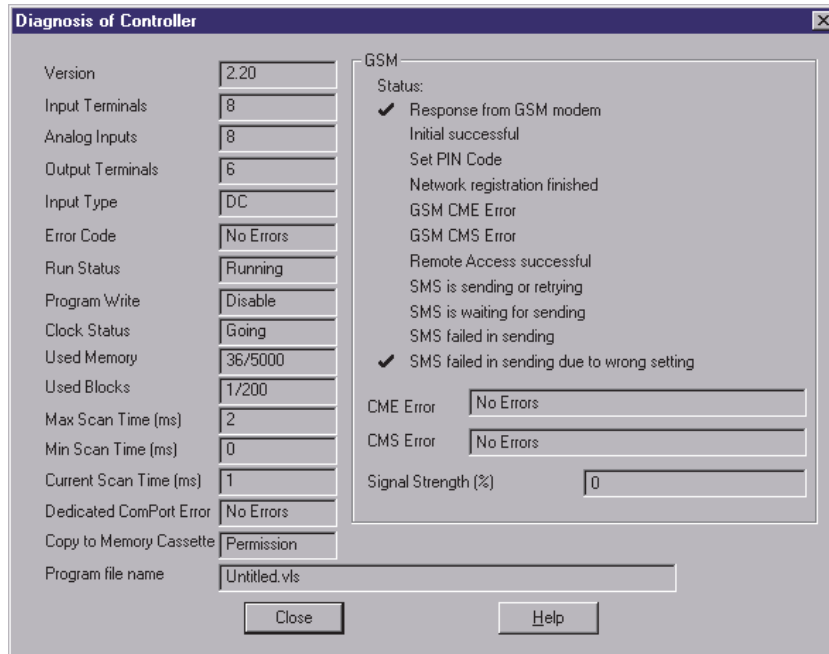 Diagnosis of Controller
Version 2.20
Input Terminals 8
Analog Inputs 8
Output Terminals 6
Input Type DC
Error Code No Errors
Run Status Running
Program Write Disable
Clock Status Going
Used Memory 36/5000
Used Blocks 1/200
Max Scan Time (ms) 2
Min Scan Time (ms) 0
Current Scan Time (ms) 1
Dedicated ComPort Error No Errors
Copy to Memory Cassette Permission
Program file name Untitled.vls
GSM
Status:
✓ Response from GSM modem
Initial successful
Set PIN Code
Network registration finished
GSM CME Error
GSM CMS Error
Remote Access successful
SMS is sending or retrying
SMS is waiting for sending
SMS failed in sending
✓ SMS failed in sending due to wrong setting
CME Error No Errors
CMS Error No Errors
Signal Strength (%) 0
Close
Help